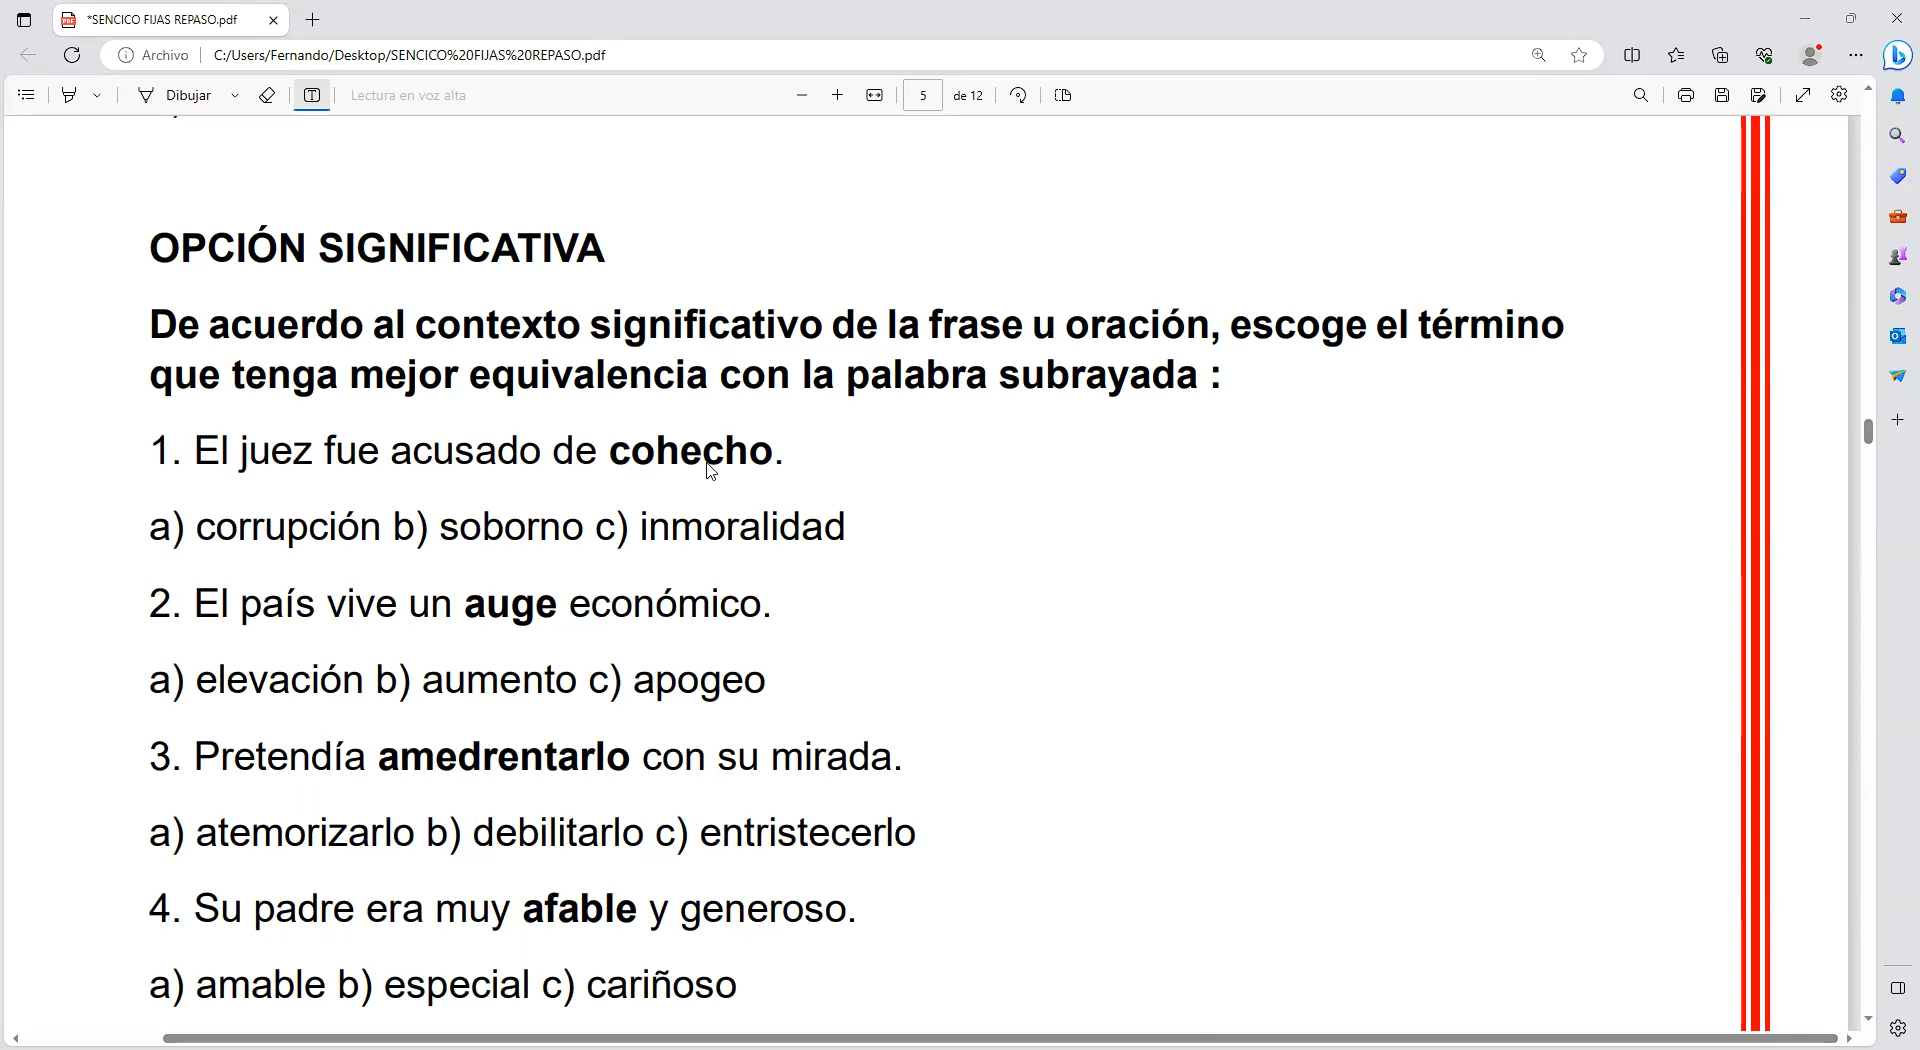 *SENCICO FIJAS REPASO.pdf
Archivo
C:/Users/Fernando/Desktop/SENCICO%20FIJAS%20REPASO.pdf
Dibujar
Lectura en voz alta
5 de 12
OPCIÓN SIGNIFICATIVA
De acuerdo al contexto significativo de la frase u oración, escoge el término
que tenga mejor equivalencia con la palabra subrayada :
1. El juez fue acusado de cohecho.
a) corrupción b) soborno c) inmoralidad
2. El país vive un auge económico.
a) elevación b) aumento c) apogeo
3. Pretendía amedrentarlo con su mirada.
a) atemorizarlo b) debilitarlo c) entristecerlo
4. Su padre era muy afable y generoso.
a) amable b) especial c) cariñoso